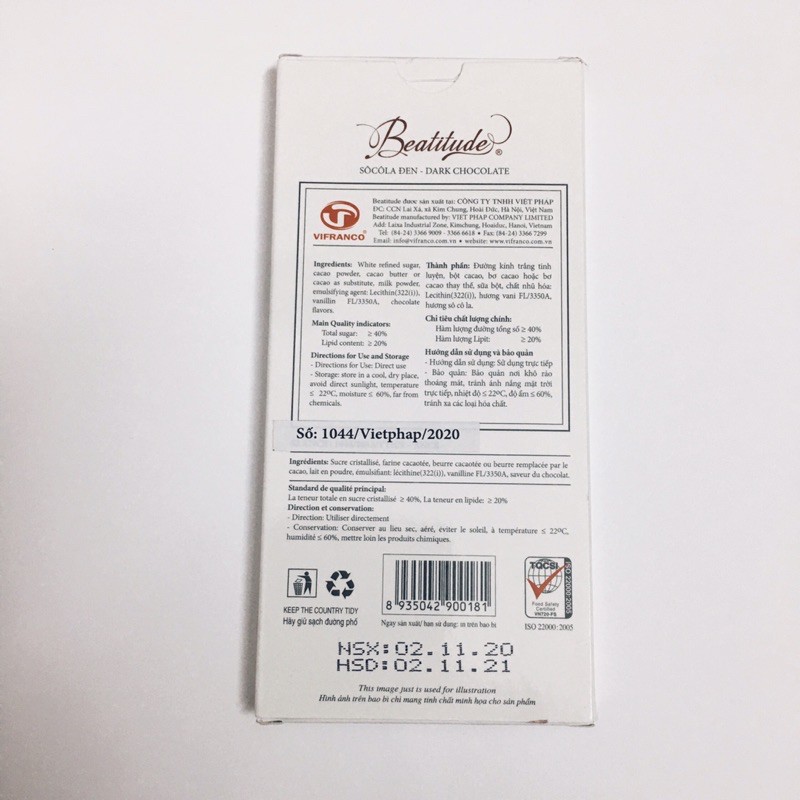 Beatitude®
SÔCÔLA ĐEN - DARK CHOCOLATE
VIFRANCO®
Beatitude được sản xuất tại: CÔNG TY TNHH VIỆT PHÁP
ĐC: CCN Lai Xá, xã Kim Chung, Hoài Đức, Hà Nội, Việt Nam
Beatitude manufactured by: VIET PHAP COMPANY LIMITED
Add: Laixa Industrial Zone, Kimchung, Hoaiduc, Hanoi, Vietnam
Tel: (84-24) 3366 9009 - 3366 6618 • Fax: (84-24) 3366 7299
Email: info@vifranco.com.vn • website: www.vifranco.com.vn
Ingredients: White refined sugar,
cacao powder, cacao butter or
cacao as substitute, milk powder,
emulsifying agent: Lecithin(322(i)),
vanillin FL/3350A, chocolate
flavors.
Main Quality indicators:
Total sugar: ≥ 40%
Lipid content: ≥ 20%
Directions for Use and Storage
- Directions for Use: Direct use
- Storage: store in a cool, dry place,
avoid direct sunlight, temperature
≤ 22ºC, moisture ≤ 60%, far from
chemicals.
Thành phần: Đường kính trắng tinh
luyện, bột cacao, bơ cacao hoặc bơ
cacao thay thế, sữa bột, chất nhũ hóa:
Lecithin(322(i)), hương vani FL/3350A,
hương sô cô la.
Chỉ tiêu chất lượng chính:
Hàm lượng đường tổng số ≥ 40%
Hàm lượng Lipit: ≥ 20%
Hướng dẫn sử dụng và bảo quản
- Hướng dẫn sử dụng: Sử dụng trực tiếp
- Bảo quản: Bảo quản nơi khô ráo
thoáng mát, tránh ánh nắng mặt trời
trực tiếp, nhiệt độ ≤ 22ºC, độ ẩm ≤ 60%,
tránh xa các loại hóa chất.
Số: 1044/Vietphap/2020
Ingrédients: Sucre cristallisé, farine cacaotée, beurre cacaotée ou beurre remplacée par le
cacao, lait en poudre, émulsifiant: lécithine(322(i)), vanilline FL/3350A, saveur du chocolat.
Standard de qualité principal:
La teneur totale en sucre cristallisé ≥ 40%, La teneur en lipide: ≥ 20%
Direction et conservation:
- Direction: Utiliser directement
- Conservation: Conserver au lieu sec, aéré, éviter le soleil, à température ≤ 22ºC,
humidité ≤ 60%, mettre loin les produits chimiques.
KEEP THE COUNTRY TIDY
Hãy giữ sạch đường phố
8 935042 900181
Ngày sản xuất/ hạn sử dụng: in trên bao bì
TQCSI
ISO 22000:2005
Food Safety
Certified
ISO 22000: 2005
NSX:02.11.20
HSD:02.11.21
This image just is used for illustration
Hình ảnh trên bao bì chỉ mang tính chất minh họa cho sản phẩm